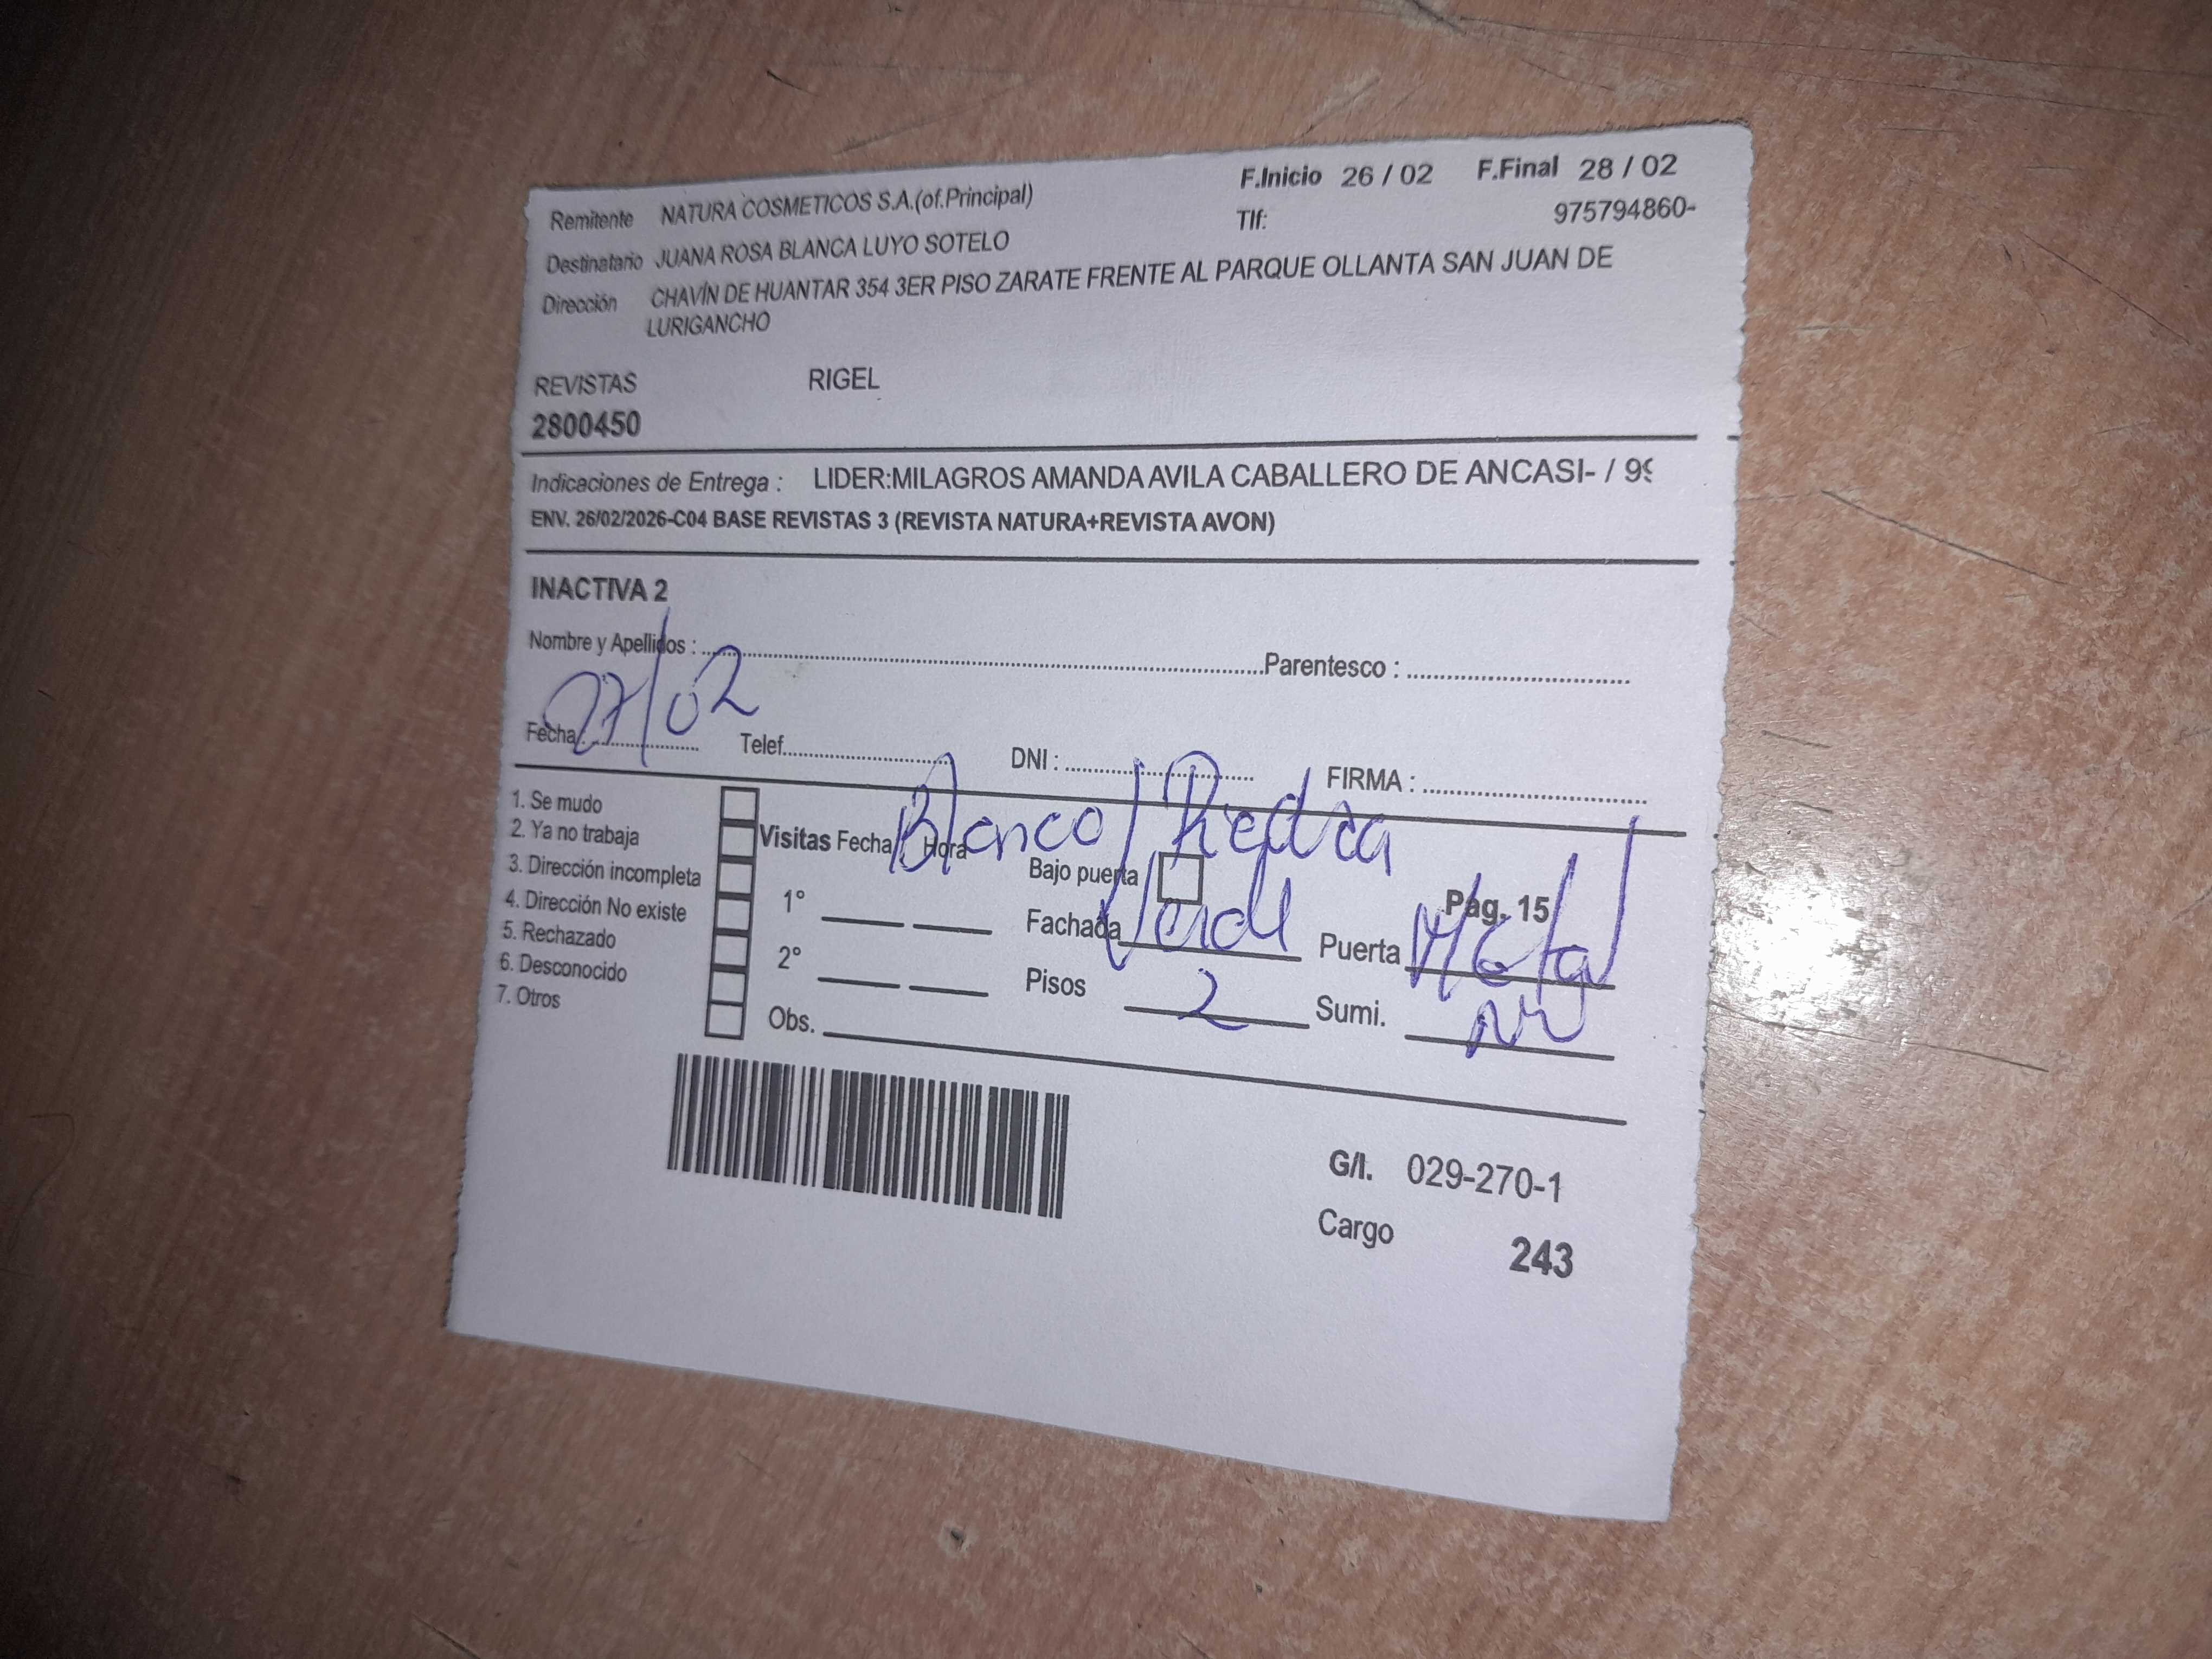 Remitente NATURA COSMETICOS S.A.(of.Principal) F.Inicio 26 / 02 F.Final 28 / 02
Tlf: 975794860-
Destinatario JUANA ROSA BLANCA LUYO SOTELO
Dirección CHAVÍN DE HUANTAR 354 3ER PISO ZARATE FRENTE AL PARQUE OLLANTA SAN JUAN DE
LURIGANCHO
REVISTAS RIGEL
2800450
Indicaciones de Entrega : LIDER:MILAGROS AMANDA AVILA CABALLERO DE ANCASI- / 99
ENV. 26/02/2026-C04 BASE REVISTAS 3 (REVISTA NATURA+REVISTA AVON)
INACTIVA 2
Nombre y Apellidos : Parentesco :
Fecha: 27/02 Telef. DNI : FIRMA :
1. Se mudo
2. Ya no trabaja
3. Dirección incompleta
4. Dirección No existe
5. Rechazado
6. Desconocido
7. Otros
Visitas Fecha Hora
1°
2°
Obs.
Blanco/Piedra
Bajo puerta
Pág. 15
Fachada Verde Puerta Metal
Pisos 2 Sumi.
G/I. 029-270-1
Cargo 243